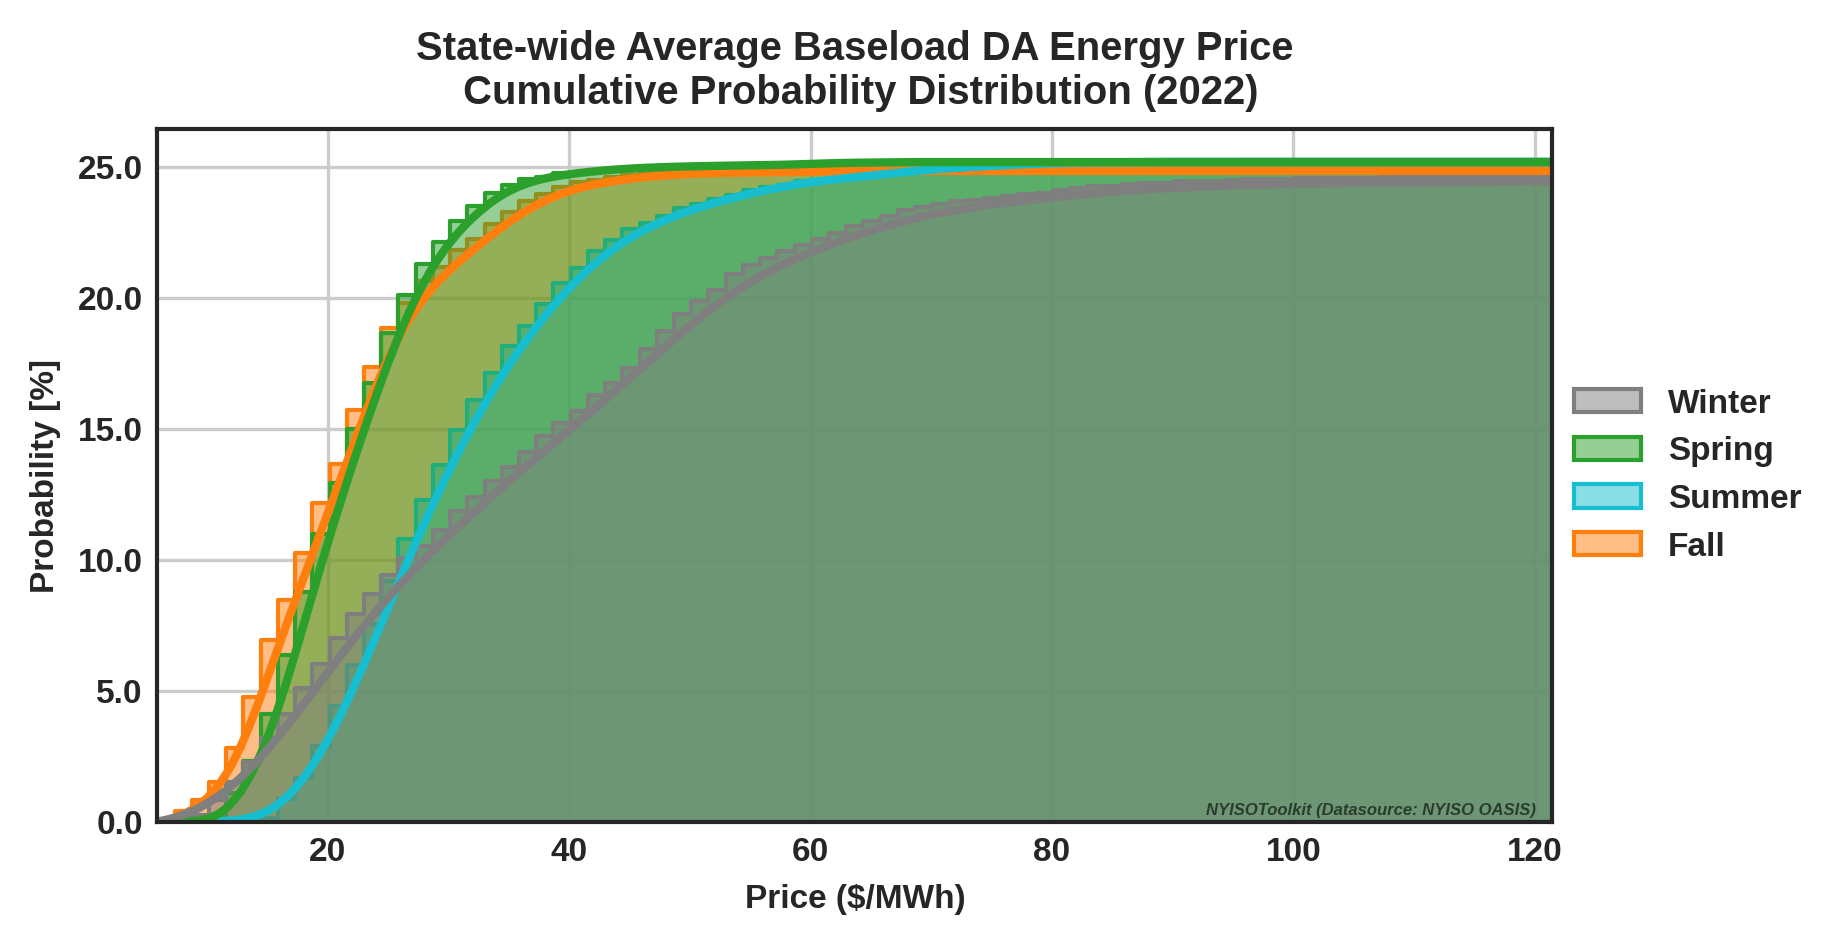 State-wide Average Baseload DA Energy Price
Cumulative Probability Distribution (2022)
Probability [%]
25.0
20.0
15.0
10.0
5.0
0.0
20 40 60 80 100 120
Price ($/MWh)
NYISOToolkit (Datasource: NYISO OASIS)
Winter
Spring
Summer
Fall